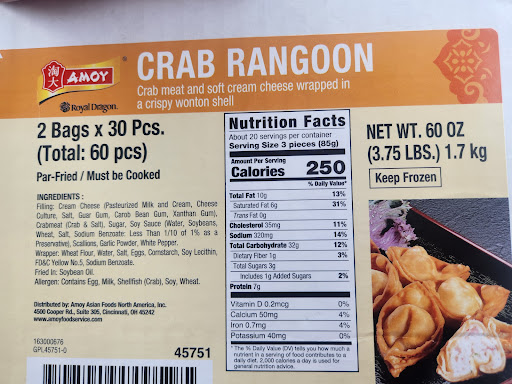 淘大
AMOY
Royal Dragon
CRAB RANGOON
Crab meat and soft cream cheese wrapped in
a crispy wonton shell
2 Bags x 30 Pcs.
(Total: 60 pcs)
Par-Fried / Must be Cooked
INGREDIENTS :
Filling: Cream Cheese (Pasteurized Milk and Cream, Cheese
Culture, Salt, Guar Gum, Carob Bean Gum, Xanthan Gum),
Crabmeat (Crab & Salt), Sugar, Soy Sauce (Water, Soybeans,
Wheat, Salt, Sodium Benzoate: Less Than 1/10 of 1% as a
Preservative), Scallions, Garlic Powder, White Pepper.
Wrapper: Wheat Flour, Water, Salt, Eggs, Cornstarch, Soy Lecithin,
FD&C Yellow No.5, Sodium Benzoate.
Fried In: Soybean Oil.
Allergen: Contains Egg, Milk, Shellfish (Crab), Soy, Wheat.
Distributed by: Amoy Asian Foods North America, Inc.
4500 Cooper Rd., Suite 305, Cincinnati, OH 45242
www.amoyfoodservice.com
163000676
GPL45751-0
45751
Nutrition Facts
About 20 servings per container
Serving Size 3 pieces (85g)
Amount Per Serving
Calories 250
% Daily Value*
Total Fat 10g 13%
Saturated Fat 6g 31%
Trans Fat 0g
Cholesterol 35mg 11%
Sodium 320mg 14%
Total Carbohydrate 32g 12%
Dietary Fiber 1g 3%
Total Sugars 3g
Includes 1g Added Sugars 2%
Protein 7g
Vitamin D 0.2mcg 0%
Calcium 50mg 4%
Iron 0.7mg 4%
Potassium 40mg 0%
* The % Daily Value (DV) tells you how much a
nutrient in a serving of food contributes to a
daily diet. 2,000 calories a day is used for
general nutrition advice.
NET WT. 60 OZ
(3.75 LBS.) 1.7 kg
Keep Frozen